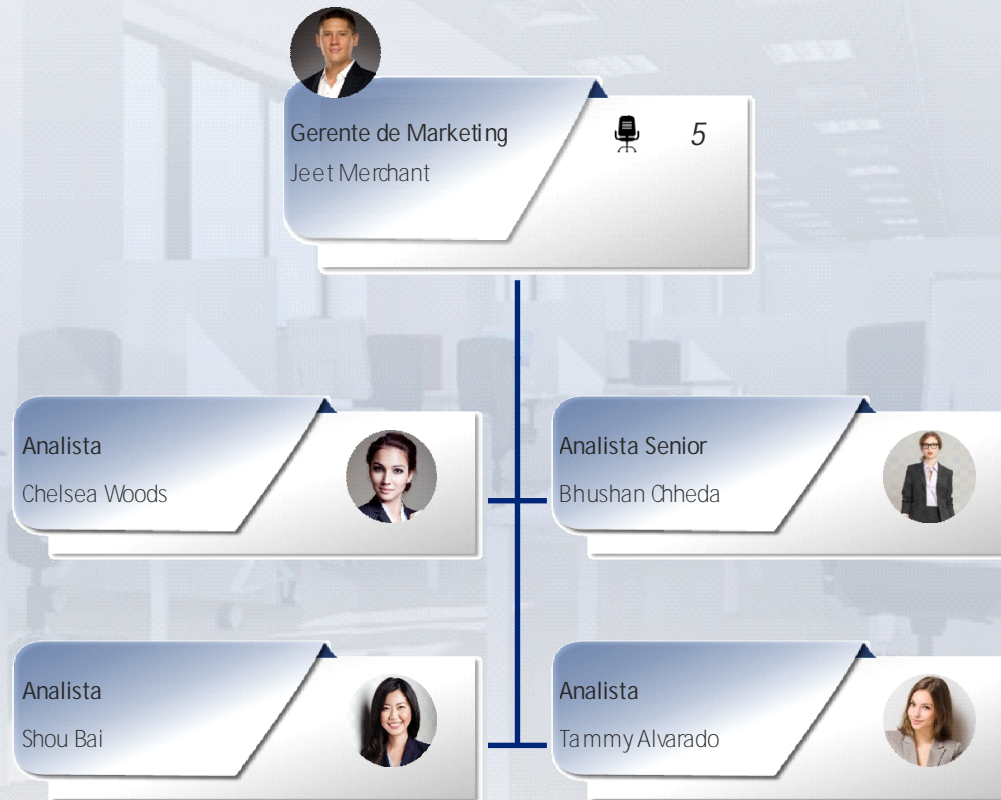 Gerente de Marketing
Jeet Merchant
5
Analista
Chelsea Woods
Analista Senior
Bhushan Chheda
Analista
Shou Bai
Analista
Tammy Alvarado